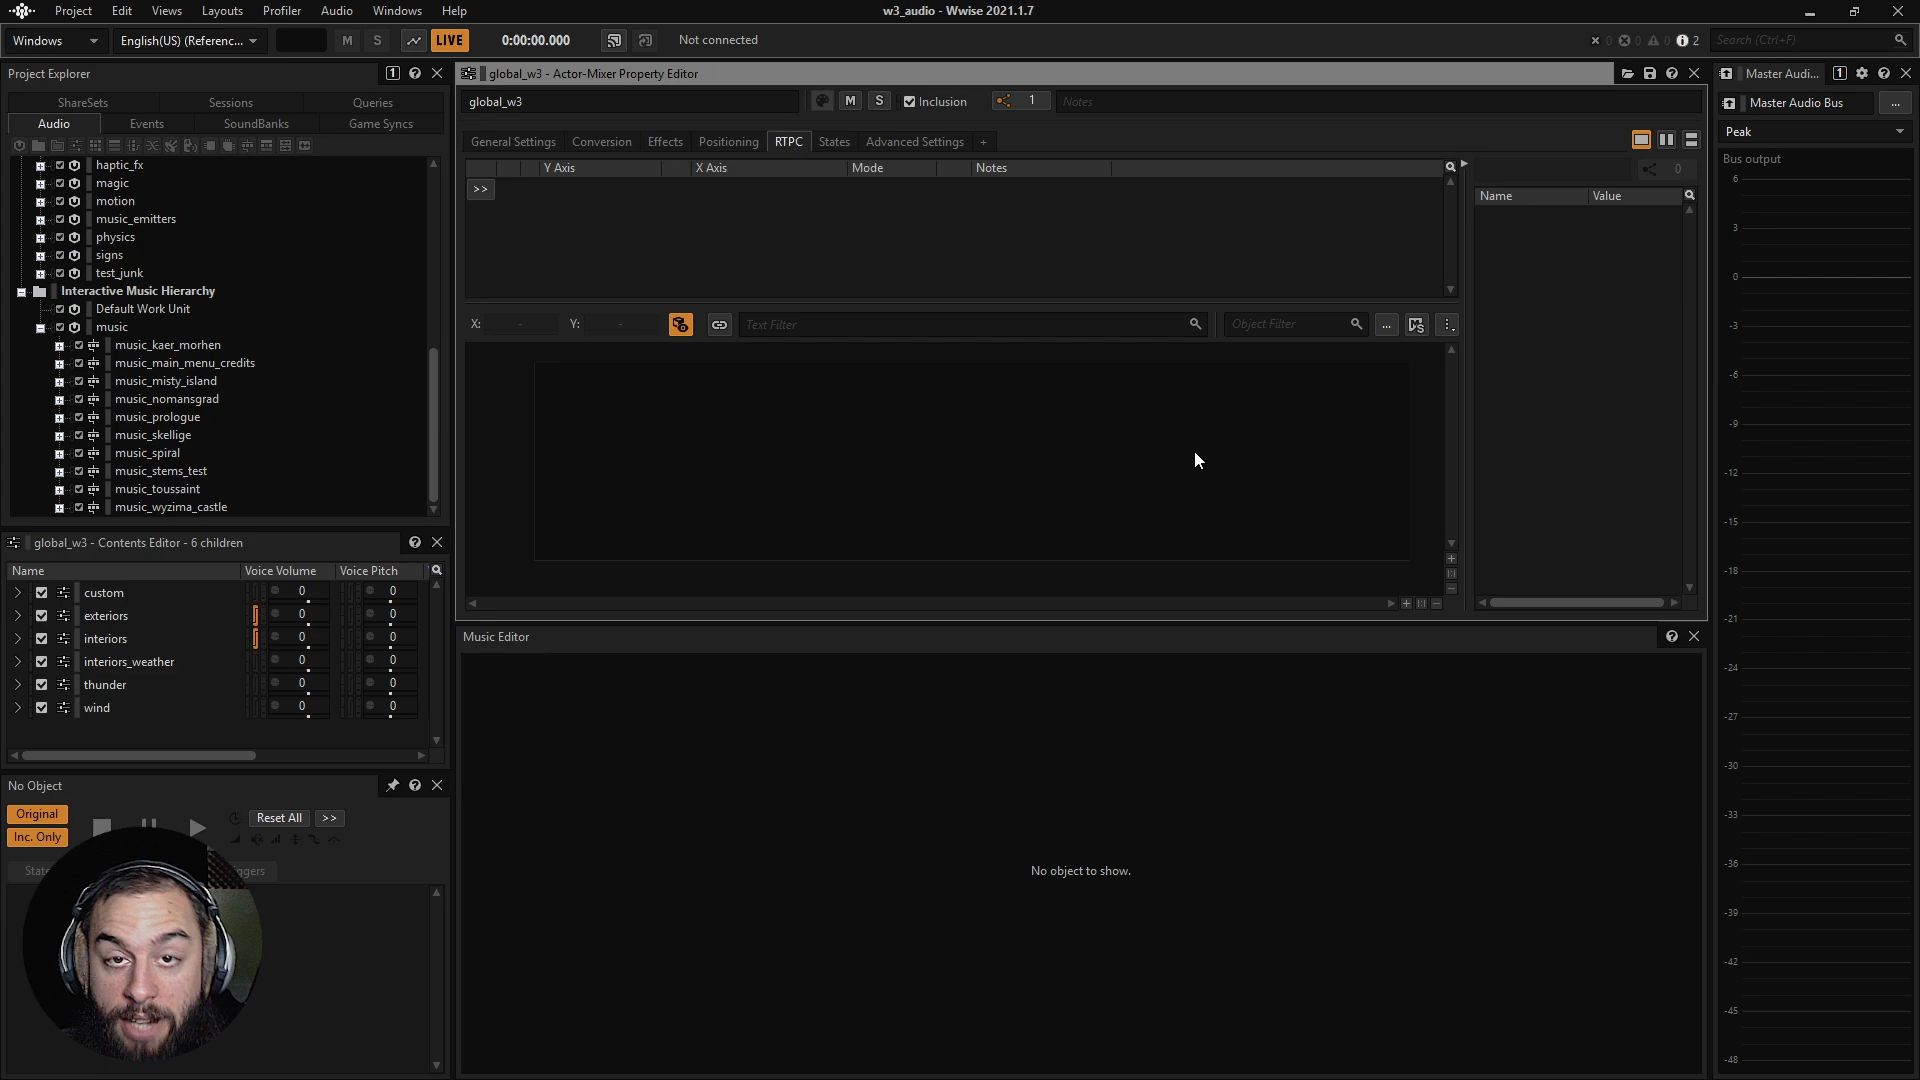 Project Edit Views Layouts Profiler Audio Windows Help
w3_audio - Wwise 2021.1.7
Windows English(US) (Referenc... M S LIVE 0:00:00.000 Not connected
0 0 0 2 Search (Ctrl+F)
Project Explorer 1
ShareSets Sessions Queries
Audio Events SoundBanks Game Syncs
haptic_fx
magic
motion
music_emitters
physics
signs
test_junk
Interactive Music Hierarchy
Default Work Unit
music
music_kaer_morhen
music_main_menu_credits
music_misty_island
music_nomansgrad
music_prologue
music_skellige
music_spiral
music_stems_test
music_toussaint
music_wyzima_castle
global_w3 - Contents Editor - 6 children
Name Voice Volume Voice Pitch
custom 0 0
exteriors 0 0
interiors 0 0
interiors_weather 0 0
thunder 0 0
wind 0 0
No Object
Original
Inc. Only
Reset All >>
global_w3 - Actor-Mixer Property Editor
global_w3 M S Inclusion 1 Notes
General Settings Conversion Effects Positioning RTPC States Advanced Settings +
Y Axis X Axis Mode Notes
>>
0
Name Value
X: - Y: - Text Filter Object Filter ...
Music Editor
No object to show.
Master Audi... 1
Master Audio Bus ...
Peak
Bus output
6
3
0
-3
-6
-9
-12
-15
-18
-21
-24
-27
-30
-33
-36
-39
-42
-45
-48